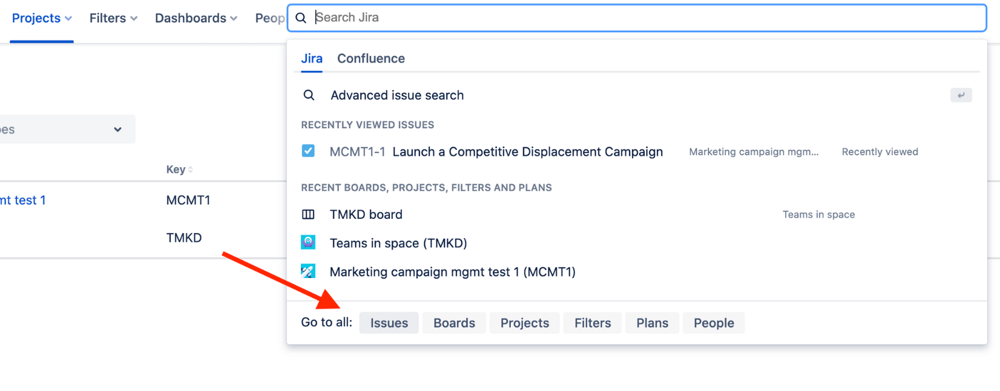 Projects Filters Dashboards Peop
Search Jira
Jira Confluence
Advanced issue search
RECENTLY VIEWED ISSUES
MCMT1-1 Launch a Competitive Displacement Campaign Marketing campaign mgm... Recently viewed
RECENT BOARDS, PROJECTS, FILTERS AND PLANS
TMKD board Teams in space
Teams in space (TMKD)
Marketing campaign mgmt test 1 (MCMT1)
Go to all: Issues Boards Projects Filters Plans People
es
Key
mt test 1 MCMT1
TMKD